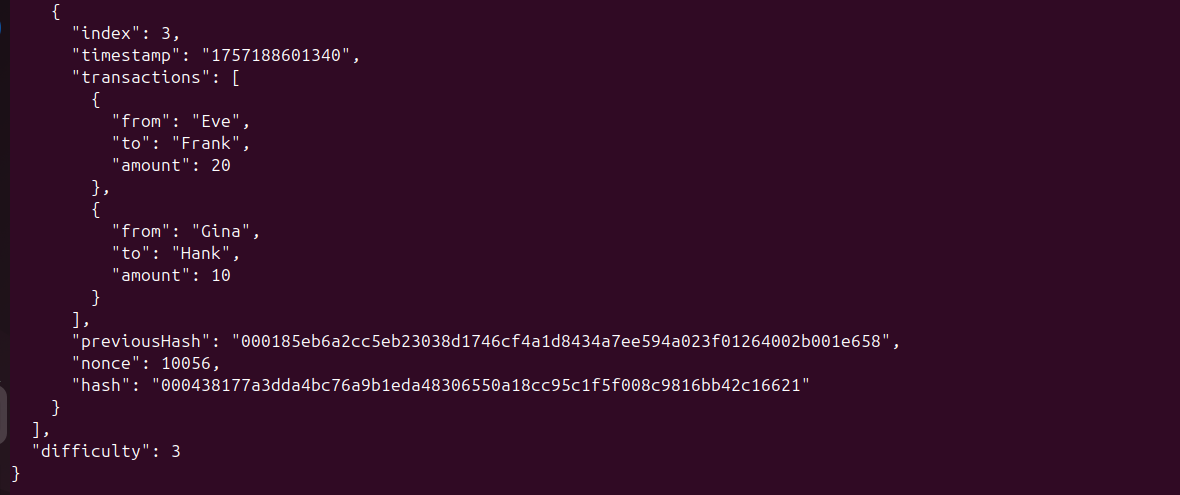 {
"index": 3,
"timestamp": "1757188601340",
"transactions": [
{
"from": "Eve",
"to": "Frank",
"amount": 20
},
{
"from": "Gina",
"to": "Hank",
"amount": 10
}
],
"previousHash": "000185eb6a2cc5eb23038d1746cf4a1d8434a7ee594a023f01264002b001e658",
"nonce": 10056,
"hash": "000438177a3dda4bc76a9b1eda48306550a18cc95c1f5f008c9816bb42c16621"
}
],
"difficulty": 3
}